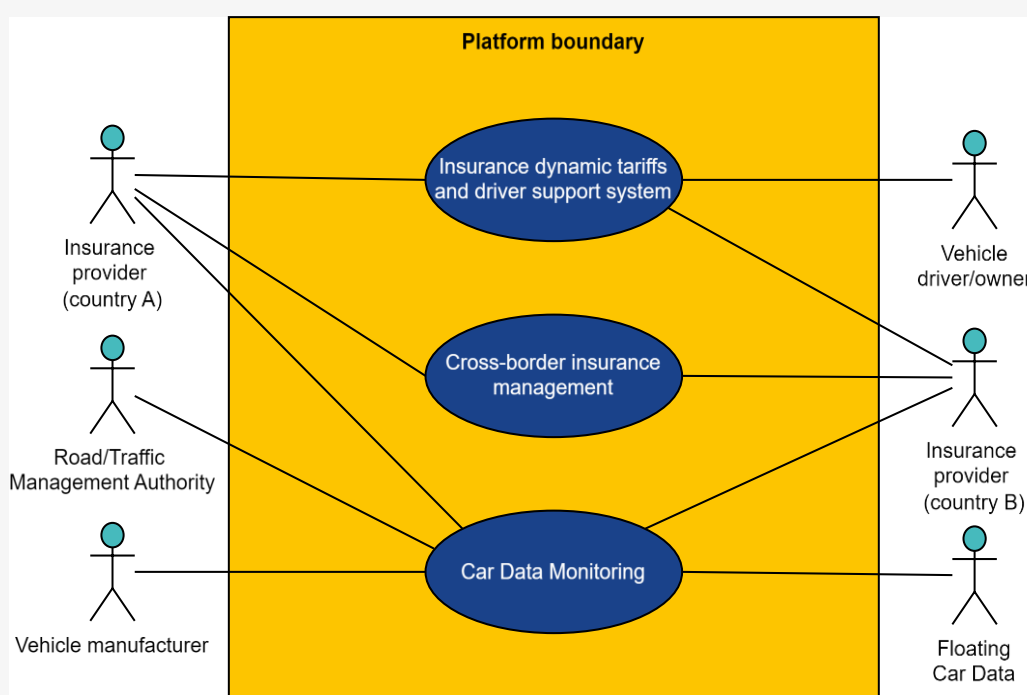 Platform boundary
Insurance dynamic tariffs
and driver support system
Insurance
provider
(country A)
Vehicle
driver/owner
Cross-border insurance
management
Road/Traffic
Management Authority
Insurance
provider
(country B)
Car Data Monitoring
Vehicle manufacturer
Floating
Car Data